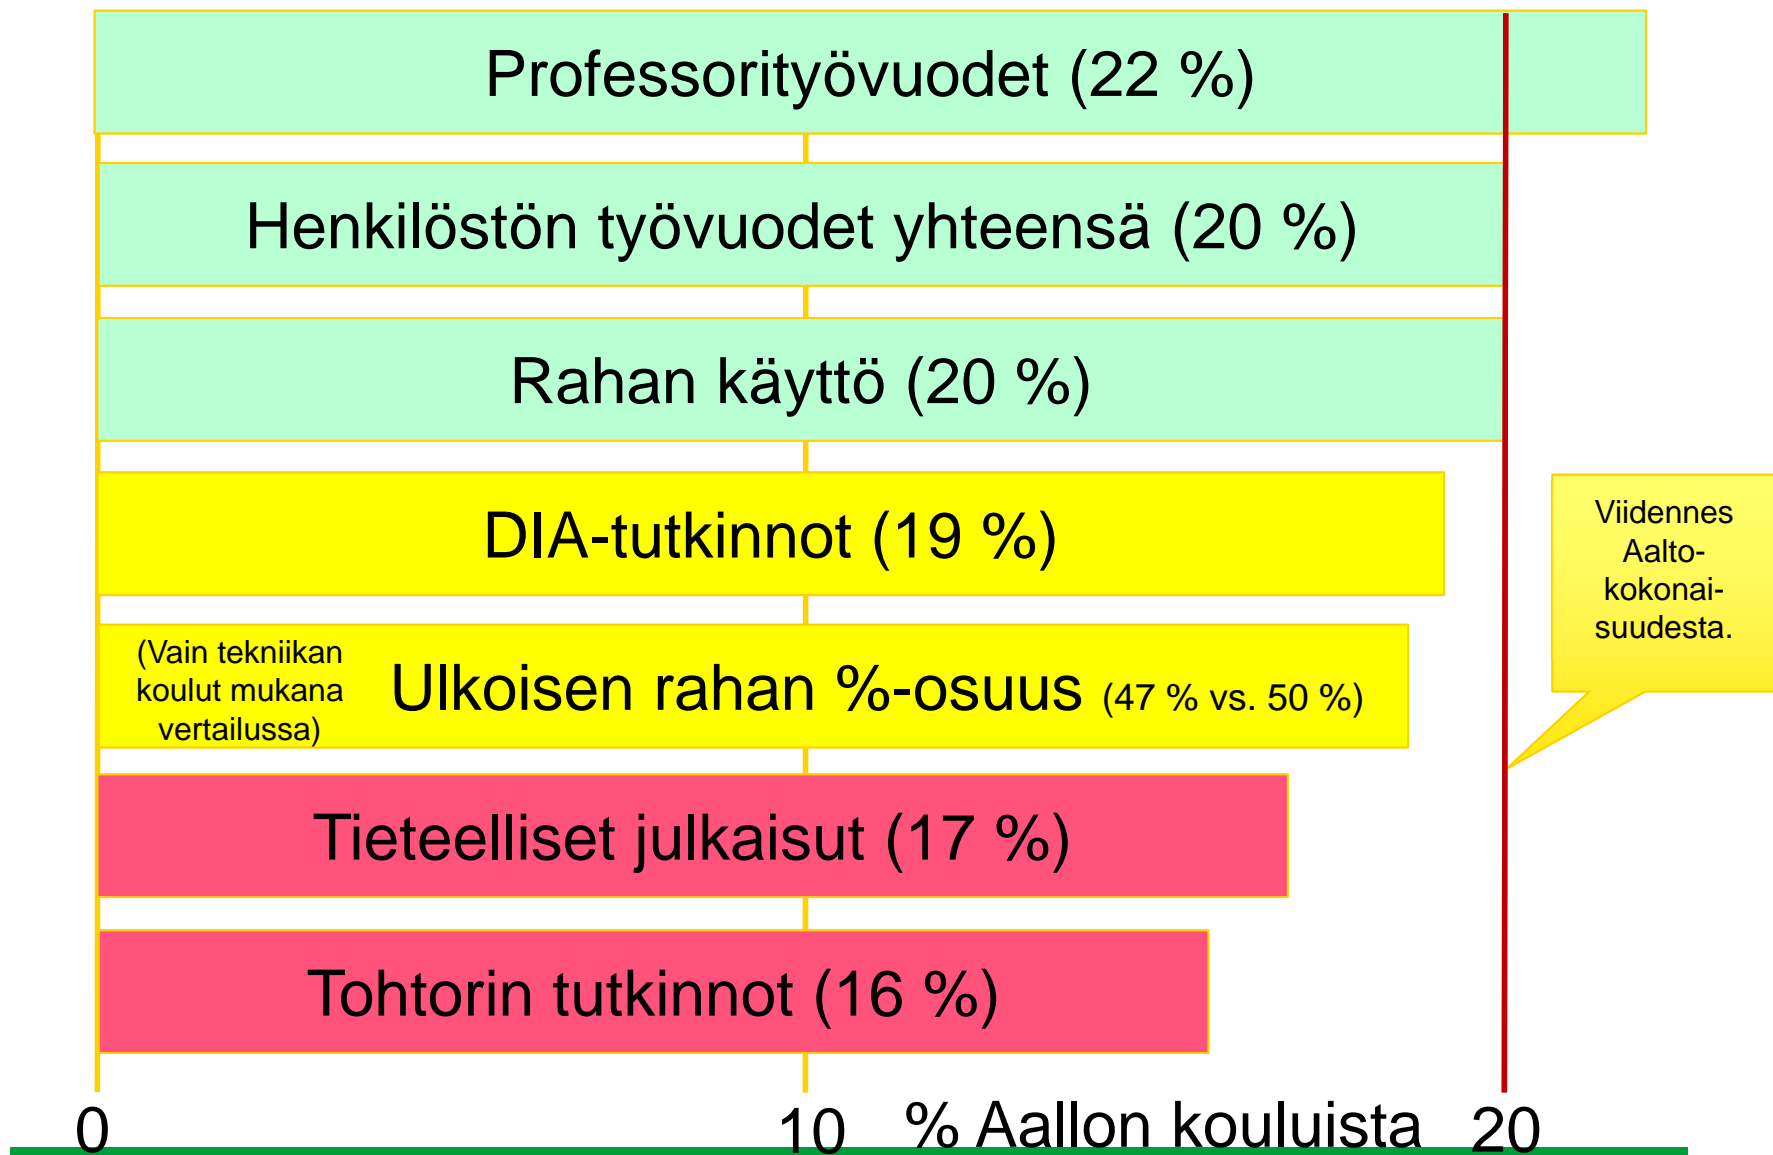 Professorityövuodet (22 %)
Henkilöstön työvuodet yhteensä (20 %)
Rahan käyttö (20 %)
DIA-tutkinnot (19 %)
Viidennes
Aalto-
kokonai-
suudesta.
(Vain tekniikan
koulut mukana
vertailussa)
Ulkoisen rahan %-osuus (47 % vs. 50 %)
Tieteelliset julkaisut (17 %)
Tohtorin tutkinnot (16 %)
0 10 % Aallon kouluista 20